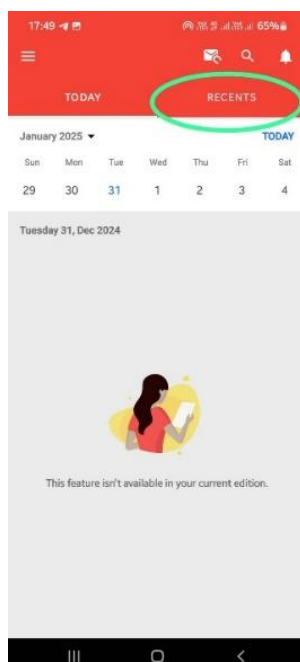 17:49 65%
TODAY RECENTS
January 2025 TODAY
Sun Mon Tue Wed Thu Fri Sat
29 30 31 1 2 3 4
Tuesday 31, Dec 2024
This feature isn't available in your current edition.